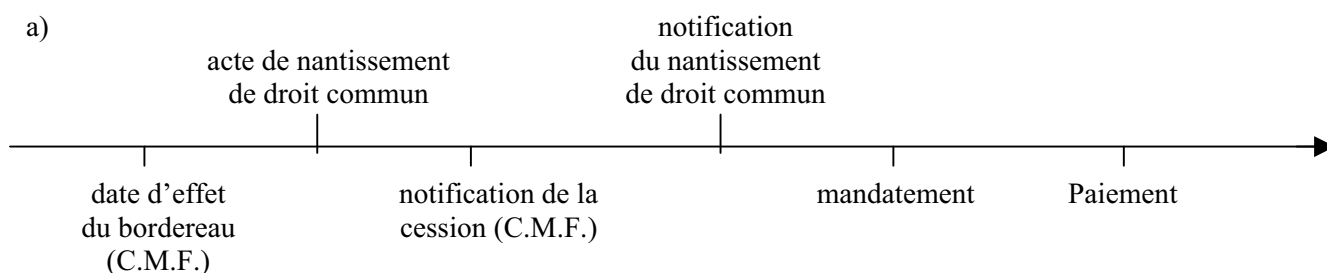 a)
acte de nantissement
de droit commun
notification
du nantissement
de droit commun
date d’effet
du bordereau
(C.M.F.)
notification de la
cession (C.M.F.)
mandatement
Paiement